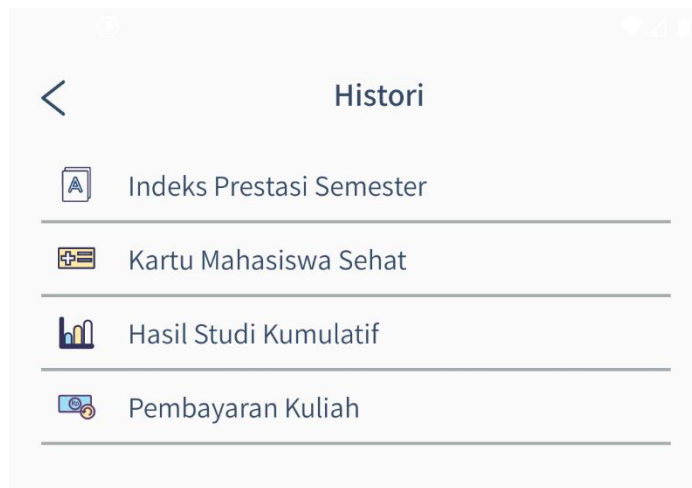 Histori
Indeks Prestasi Semester
Kartu Mahasiswa Sehat
Hasil Studi Kumulatif
Pembayaran Kuliah